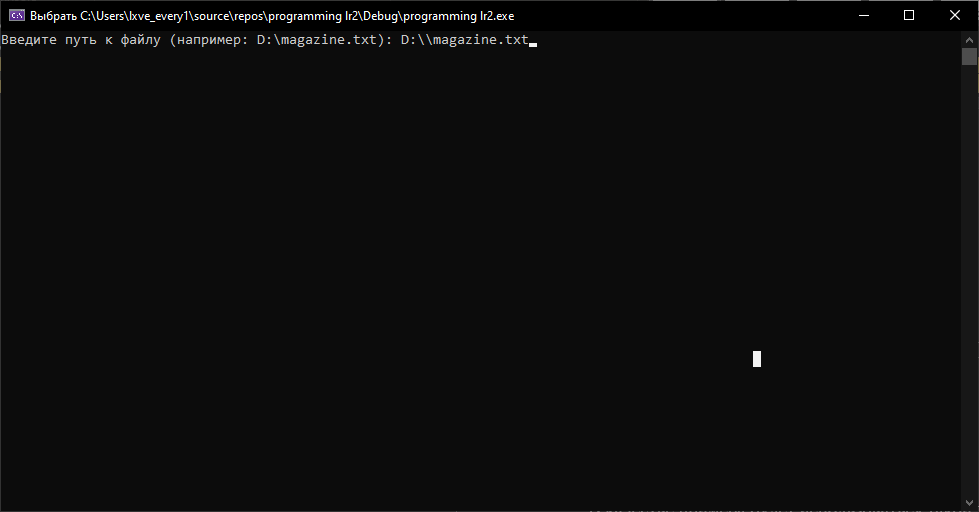 Выбрать C:\Users\lxve_every1\source\repos\programming lr2\Debug\programming lr2.exe
Введите путь к файлу (например: D:\magazine.txt): D:\\magazine.txt